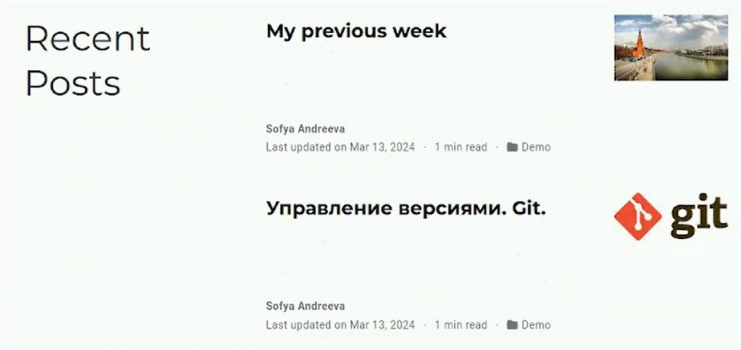 Recent
Posts
My previous week
Sofya Andreeva
Last updated on Mar 13, 2024 · 1 min read · Demo
Управление версиями. Git.
git
Sofya Andreeva
Last updated on Mar 13, 2024 · 1 min read · Demo